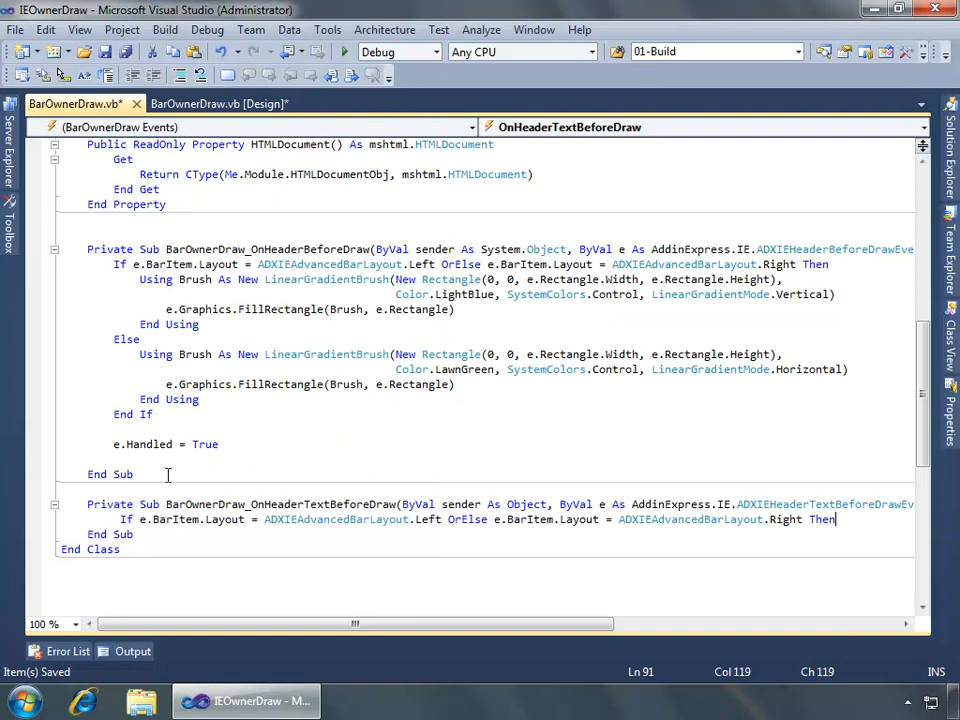 IEOwnerDraw - Microsoft Visual Studio (Administrator)
File Edit View Project Build Debug Team Data Tools Architecture Test Analyze Window Help
Debug Any CPU 01-Build
BarOwnerDraw.vb* BarOwnerDraw.vb [Design]*
(BarOwnerDraw Events) OnHeaderTextBeforeDraw
Public ReadOnly Property HTMLDocument() As mshtml.HTMLDocument
Get
Return CType(Me.Module.HTMLDocumentObj, mshtml.HTMLDocument)
End Get
End Property
Private Sub BarOwnerDraw_OnHeaderBeforeDraw(ByVal sender As System.Object, ByVal e As AddinExpress.IE.ADXIEHeaderBeforeDrawEve
If e.BarItem.Layout = ADXIEAdvancedBarLayout.Left OrElse e.BarItem.Layout = ADXIEAdvancedBarLayout.Right Then
Using Brush As New LinearGradientBrush(New Rectangle(0, 0, e.Rectangle.Width, e.Rectangle.Height),
Color.LightBlue, SystemColors.Control, LinearGradientMode.Vertical)
e.Graphics.FillRectangle(Brush, e.Rectangle)
End Using
Else
Using Brush As New LinearGradientBrush(New Rectangle(0, 0, e.Rectangle.Width, e.Rectangle.Height),
Color.LawnGreen, SystemColors.Control, LinearGradientMode.Horizontal)
e.Graphics.FillRectangle(Brush, e.Rectangle)
End Using
End If
e.Handled = True
End Sub
Private Sub BarOwnerDraw_OnHeaderTextBeforeDraw(ByVal sender As Object, ByVal e As AddinExpress.IE.ADXIEHeaderTextBeforeDrawEv
If e.BarItem.Layout = ADXIEAdvancedBarLayout.Left OrElse e.BarItem.Layout = ADXIEAdvancedBarLayout.Right Then
End Sub
End Class
100 %
Error List Output
Item(s) Saved Ln 91 Col 119 Ch 119 INS
IEOwnerDraw - M...
Server Explorer
Toolbox
Solution Explorer
Team Explorer
Class View
Properties